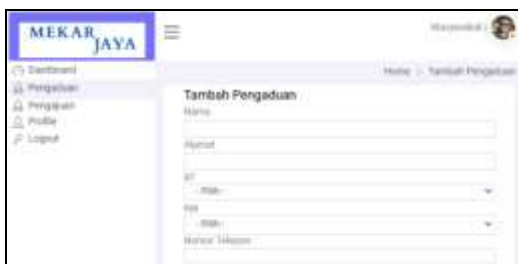 MEKAR
JAYA
Masyarakat
Dashboard
Home > Tambah Pengaduan
Pengaduan
Pengajuan
Profile
Logout
Tambah Pengaduan
Nama
Alamat
RT
- Pilih -
RW
- Pilih -
Nomor Telepon